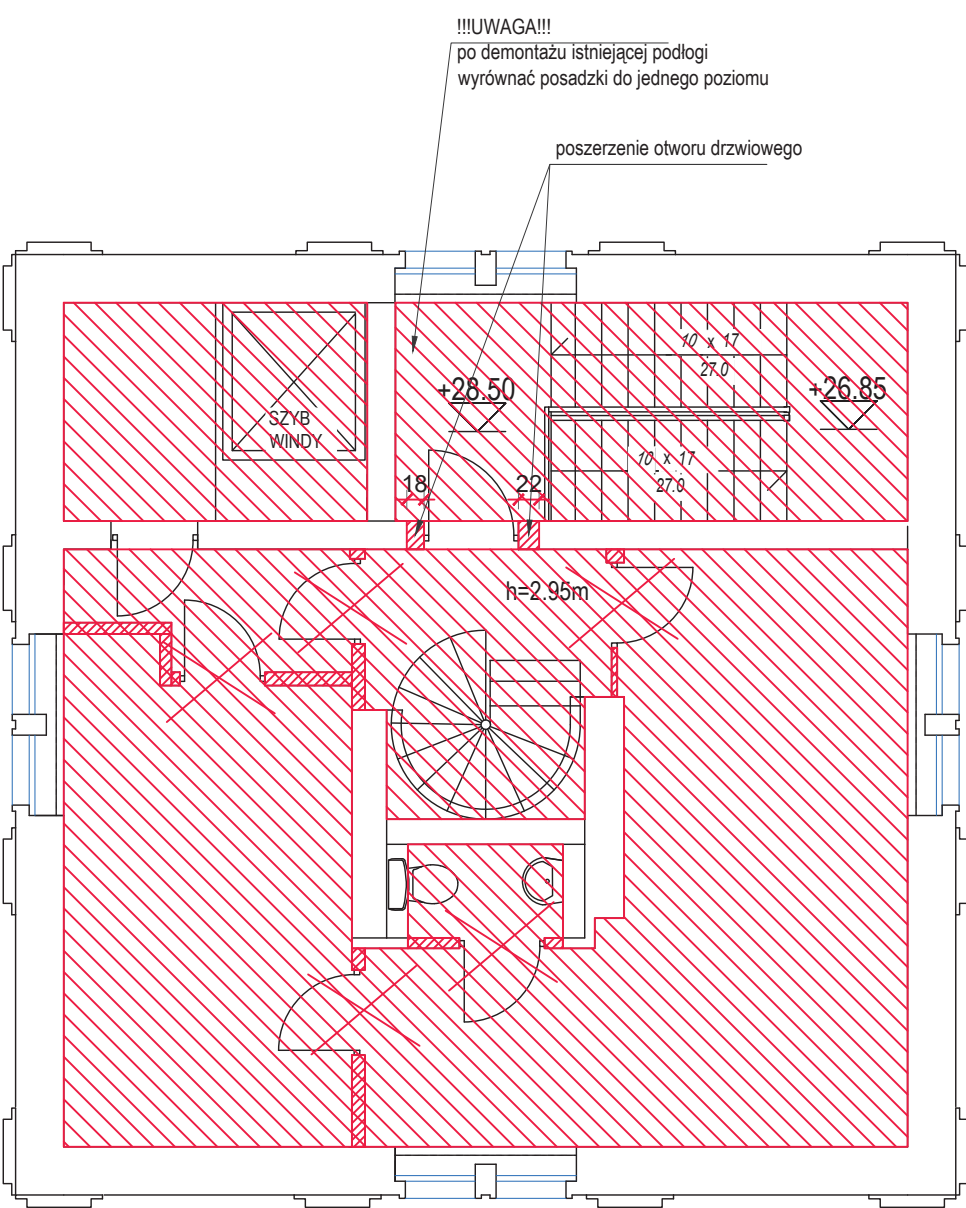 !!!UWAGA!!!
po demontażu istniejącej podłogi
wyrównać posadzki do jednego poziomu
poszerzenie otworu drzwiowego
10 x 17
27.0
+28.50
+26.85
SZYB
WINDY
10 x 17
27.0
18
22
h=2.95m